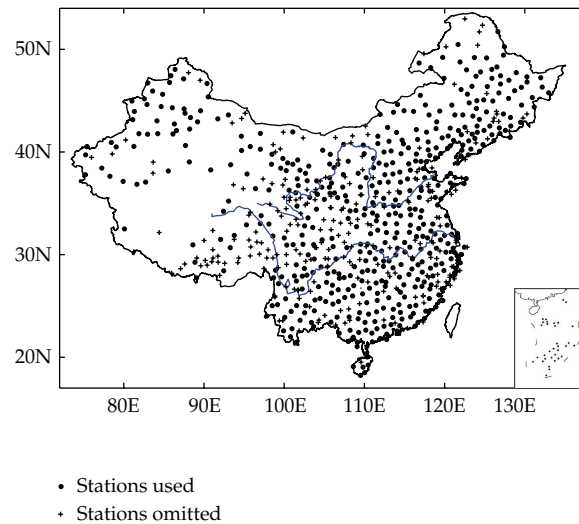 50N
40N
30N
20N
80E 90E 100E 110E 120E 130E
Stations used
Stations omitted